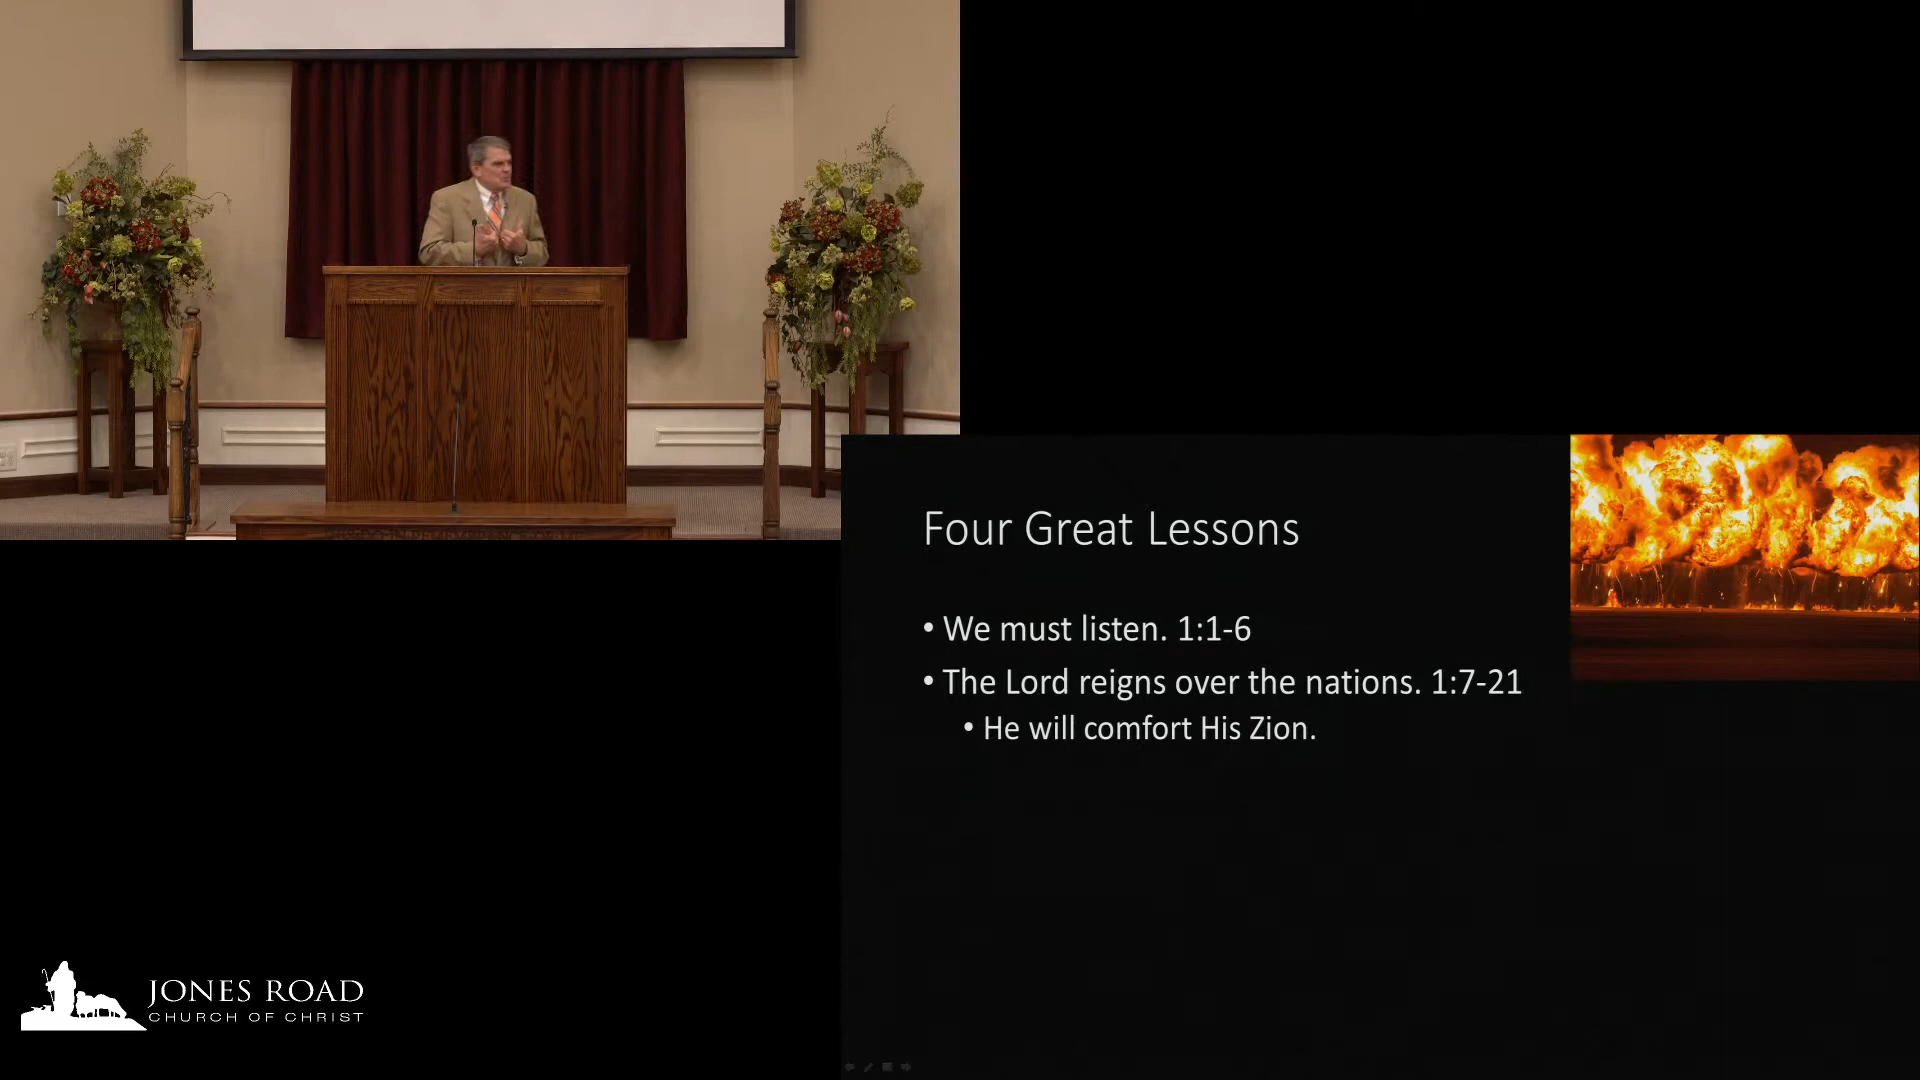 Four Great Lessons
• We must listen. 1:1-6
• The Lord reigns over the nations. 1:7-21
• He will comfort His Zion.
JONES ROAD
CHURCH OF CHRIST